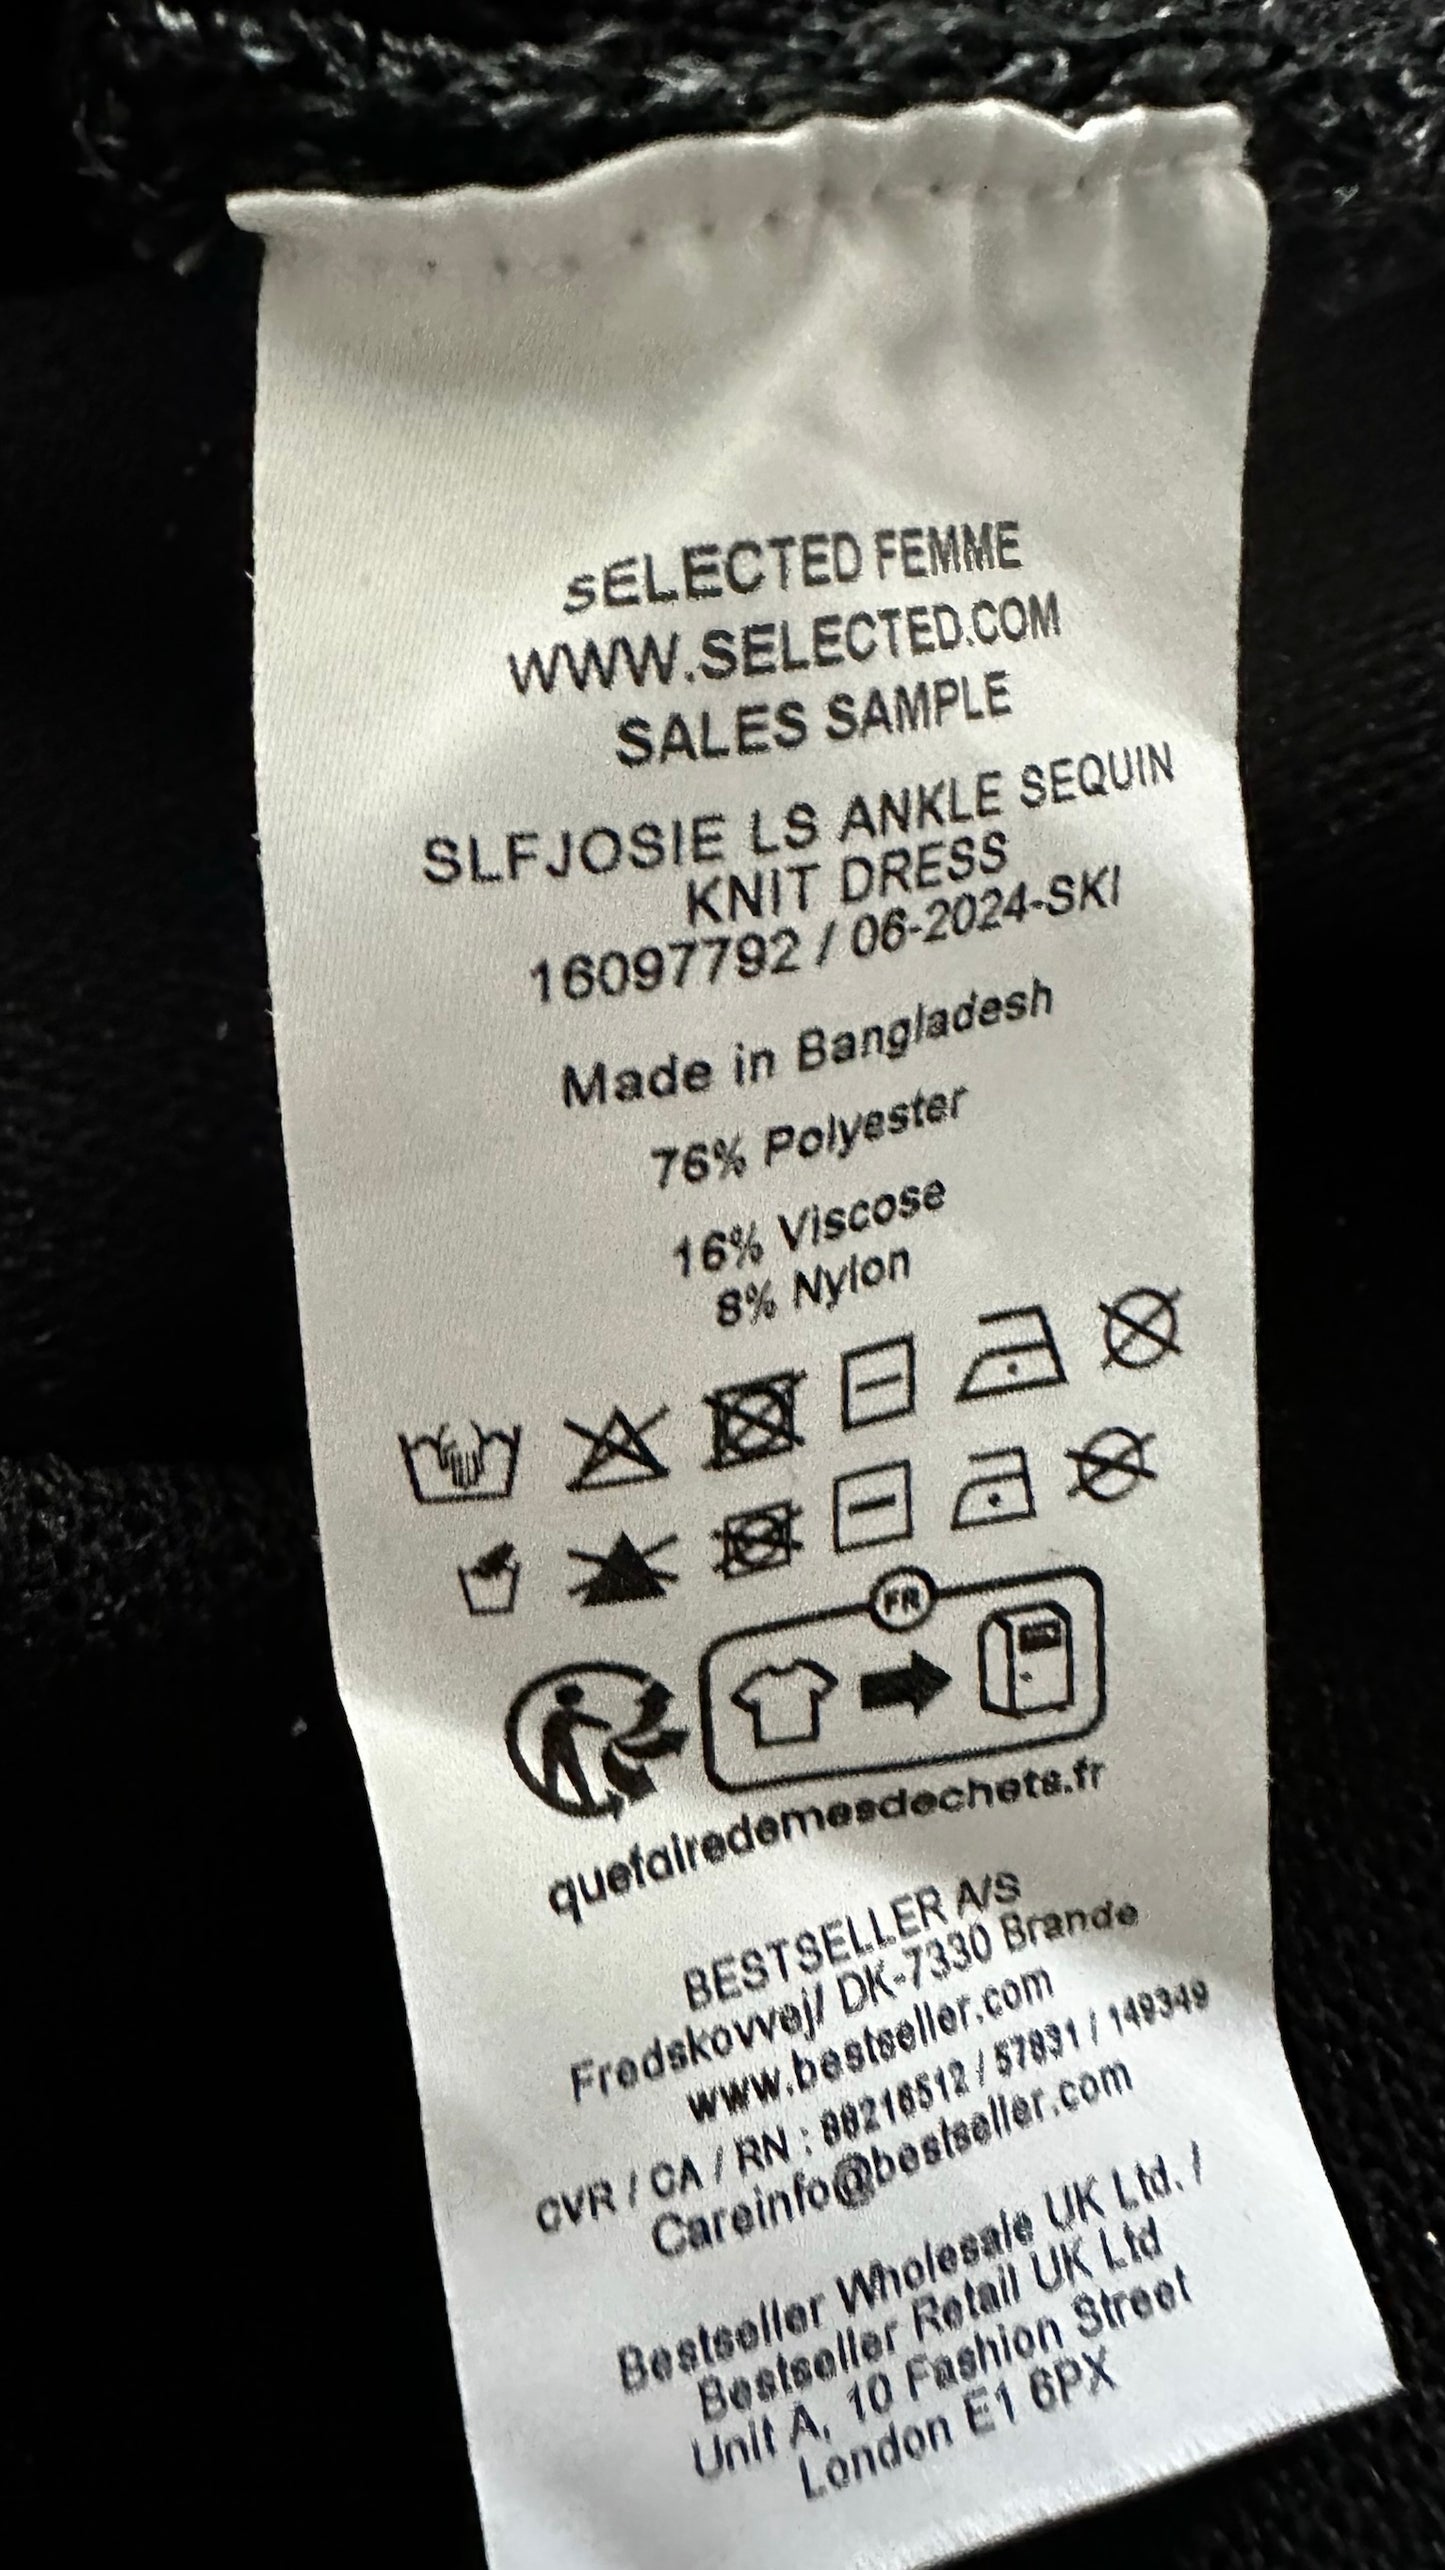 SELECTED FEMME
WWW.SELECTED.COM
SALES SAMPLE
SLFJOSIE LS ANKLE SEQUIN
KNIT DRESS
16097792 / 06-2024-SKI
Made in Bangladesh
76% Polyester
16% Viscose
8% Nylon
FR
quefairedemesdechets.fr
BESTSELLER A/S
Fredskovvej/ DK-7330 Brande
www.bestseller.com
CVR / CA / RN : 88216512 / 57831 / 149349
Careinfo@bestseller.com
Bestseller Wholesale UK Ltd. /
Bestseller Retail UK Ltd
Unit A, 10 Fashion Street
London E1 6PX